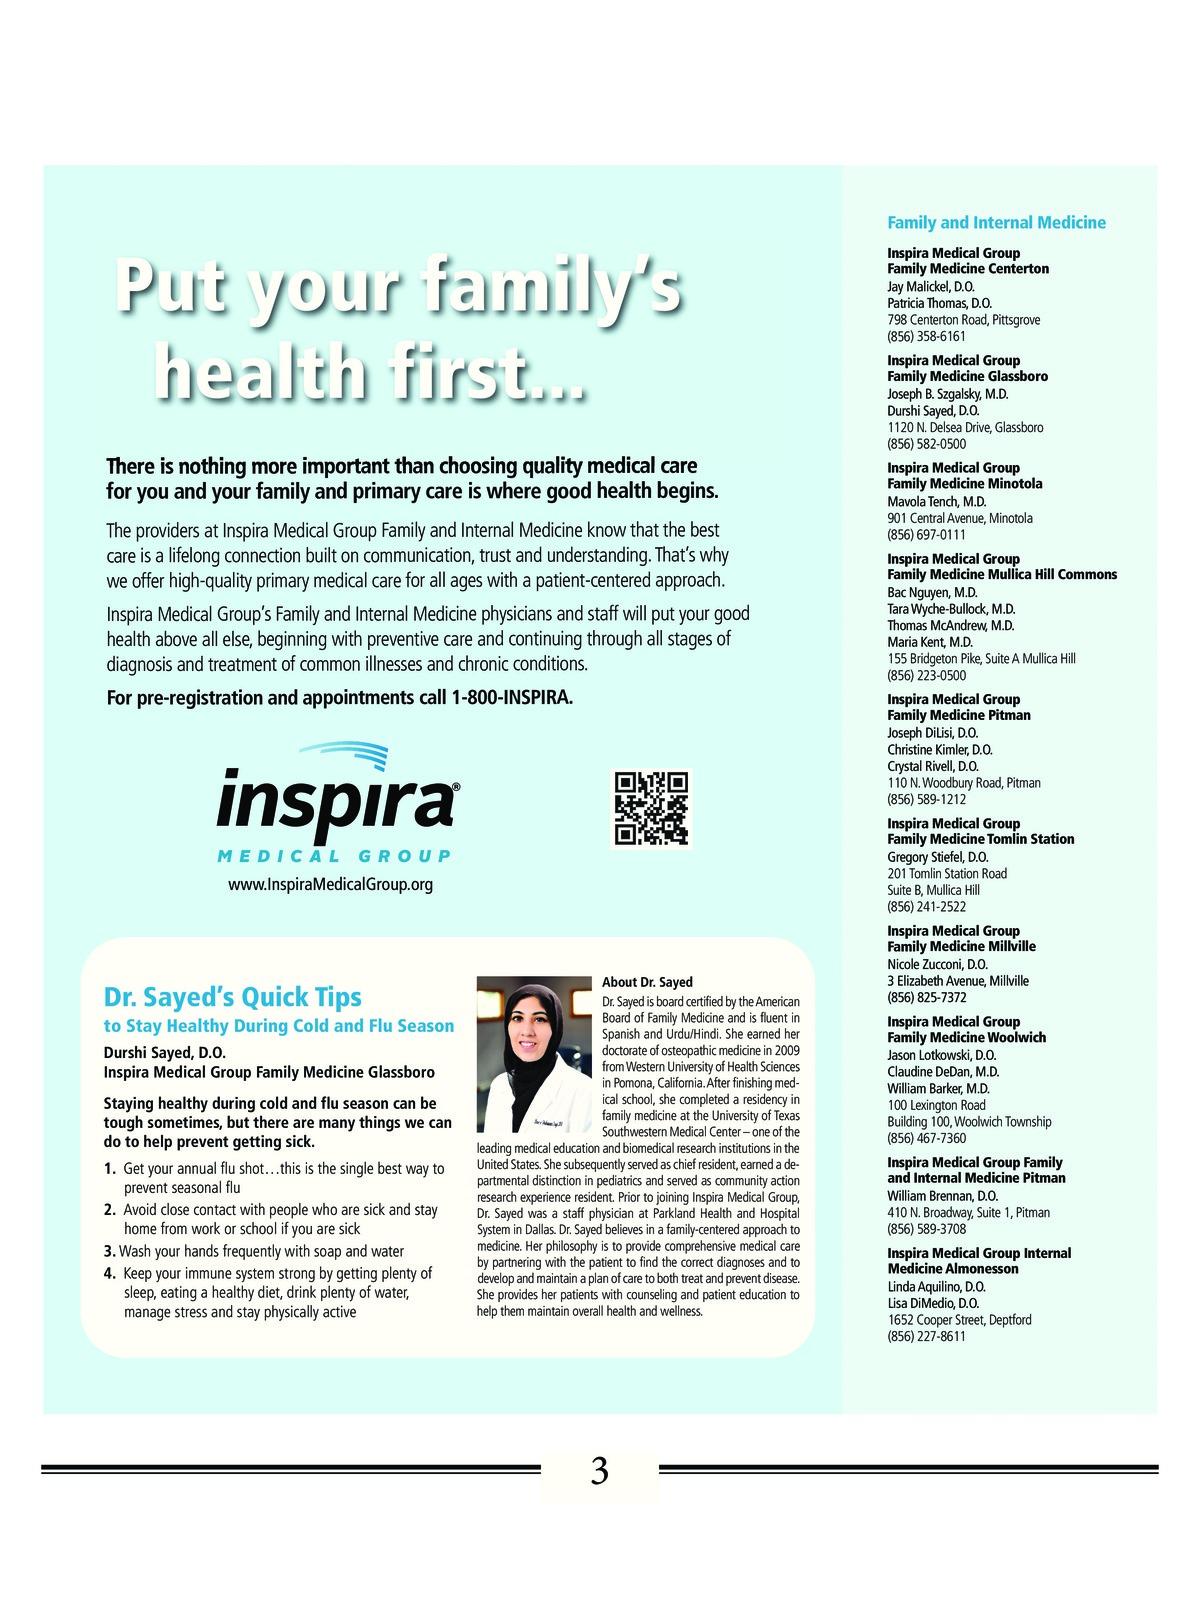 Put your family's
health first...
There is nothing more important than choosing quality medical care
for you and your family and primary care is where good health begins.
The providers at Inspira Medical Group Family and Internal Medicine know that the best
care is a lifelong connection built on communication, trust and understanding. That's why
we offer high-quality primary medical care for all ages with a patient-centered approach.
Inspira Medical Group's Family and Internal Medicine physicians and staff will put your good
health above all else, beginning with preventive care and continuing through all stages of
diagnosis and treatment of common illnesses and chronic conditions.
For pre-registration and appointments call 1-800-INSPIRA.
inspira®
MEDICAL GROUP
www.InspiraMedicalGroup.org
Dr. Sayed's Quick Tips
to Stay Healthy During Cold and Flu Season
Durshi Sayed, D.O.
Inspira Medical Group Family Medicine Glassboro
Staying healthy during cold and flu season can be
tough sometimes, but there are many things we can
do to help prevent getting sick.
1. Get your annual flu shot…this is the single best way to
prevent seasonal flu
2. Avoid close contact with people who are sick and stay
home from work or school if you are sick
3. Wash your hands frequently with soap and water
4. Keep your immune system strong by getting plenty of
sleep, eating a healthy diet, drink plenty of water,
manage stress and stay physically active
About Dr. Sayed
Dr. Sayed is board certified by the American
Board of Family Medicine and is fluent in
Spanish and Urdu/Hindi. She earned her
doctorate of osteopathic medicine in 2009
from Western University of Health Sciences
in Pomona, California. After finishing med-
ical school, she completed a residency in
family medicine at the University of Texas
Southwestern Medical Center – one of the
leading medical education and biomedical research institutions in the
United States. She subsequently served as chief resident, earned a de-
partmental distinction in pediatrics and served as community action
research experience resident. Prior to joining Inspira Medical Group,
Dr. Sayed was a staff physician at Parkland Health and Hospital
System in Dallas. Dr. Sayed believes in a family-centered approach to
medicine. Her philosophy is to provide comprehensive medical care
by partnering with the patient to find the correct diagnoses and to
develop and maintain a plan of care to both treat and prevent disease.
She provides her patients with counseling and patient education to
help them maintain overall health and wellness.
Family and Internal Medicine
Inspira Medical Group
Family Medicine Centerton
Jay Malickel, D.O.
Patricia Thomas, D.O.
798 Centerton Road, Pittsgrove
(856) 358-6161
Inspira Medical Group
Family Medicine Glassboro
Joseph B. Szgalsky, M.D.
Durshi Sayed, D.O.
1120 N. Delsea Drive, Glassboro
(856) 582-0500
Inspira Medical Group
Family Medicine Minotola
Mavola Tench, M.D.
901 Central Avenue, Minotola
(856) 697-0111
Inspira Medical Group
Family Medicine Mullica Hill Commons
Bac Nguyen, M.D.
Tara Wyche-Bullock, M.D.
Thomas McAndrew, M.D.
Maria Kent, M.D.
155 Bridgeton Pike, Suite A Mullica Hill
(856) 223-0500
Inspira Medical Group
Family Medicine Pitman
Joseph DiLisi, D.O.
Christine Kimler, D.O.
Crystal Rivell, D.O.
110 N. Woodbury Road, Pitman
(856) 589-1212
Inspira Medical Group
Family Medicine Tomlin Station
Gregory Stiefel, D.O.
201 Tomlin Station Road
Suite B, Mullica Hill
(856) 241-2522
Inspira Medical Group
Family Medicine Millville
Nicole Zucconi, D.O.
3 Elizabeth Avenue, Millville
(856) 825-7372
Inspira Medical Group
Family Medicine Woolwich
Jason Lotkowski, D.O.
Claudine DeDan, M.D.
William Barker, M.D.
100 Lexington Road
Building 100, Woolwich Township
(856) 467-7360
Inspira Medical Group Family
and Internal Medicine Pitman
William Brennan, D.O.
410 N. Broadway, Suite 1, Pitman
(856) 589-3708
Inspira Medical Group Internal
Medicine Almonesson
Linda Aquilino, D.O.
Lisa DiMedio, D.O.
1652 Cooper Street, Deptford
(856) 227-8611
3